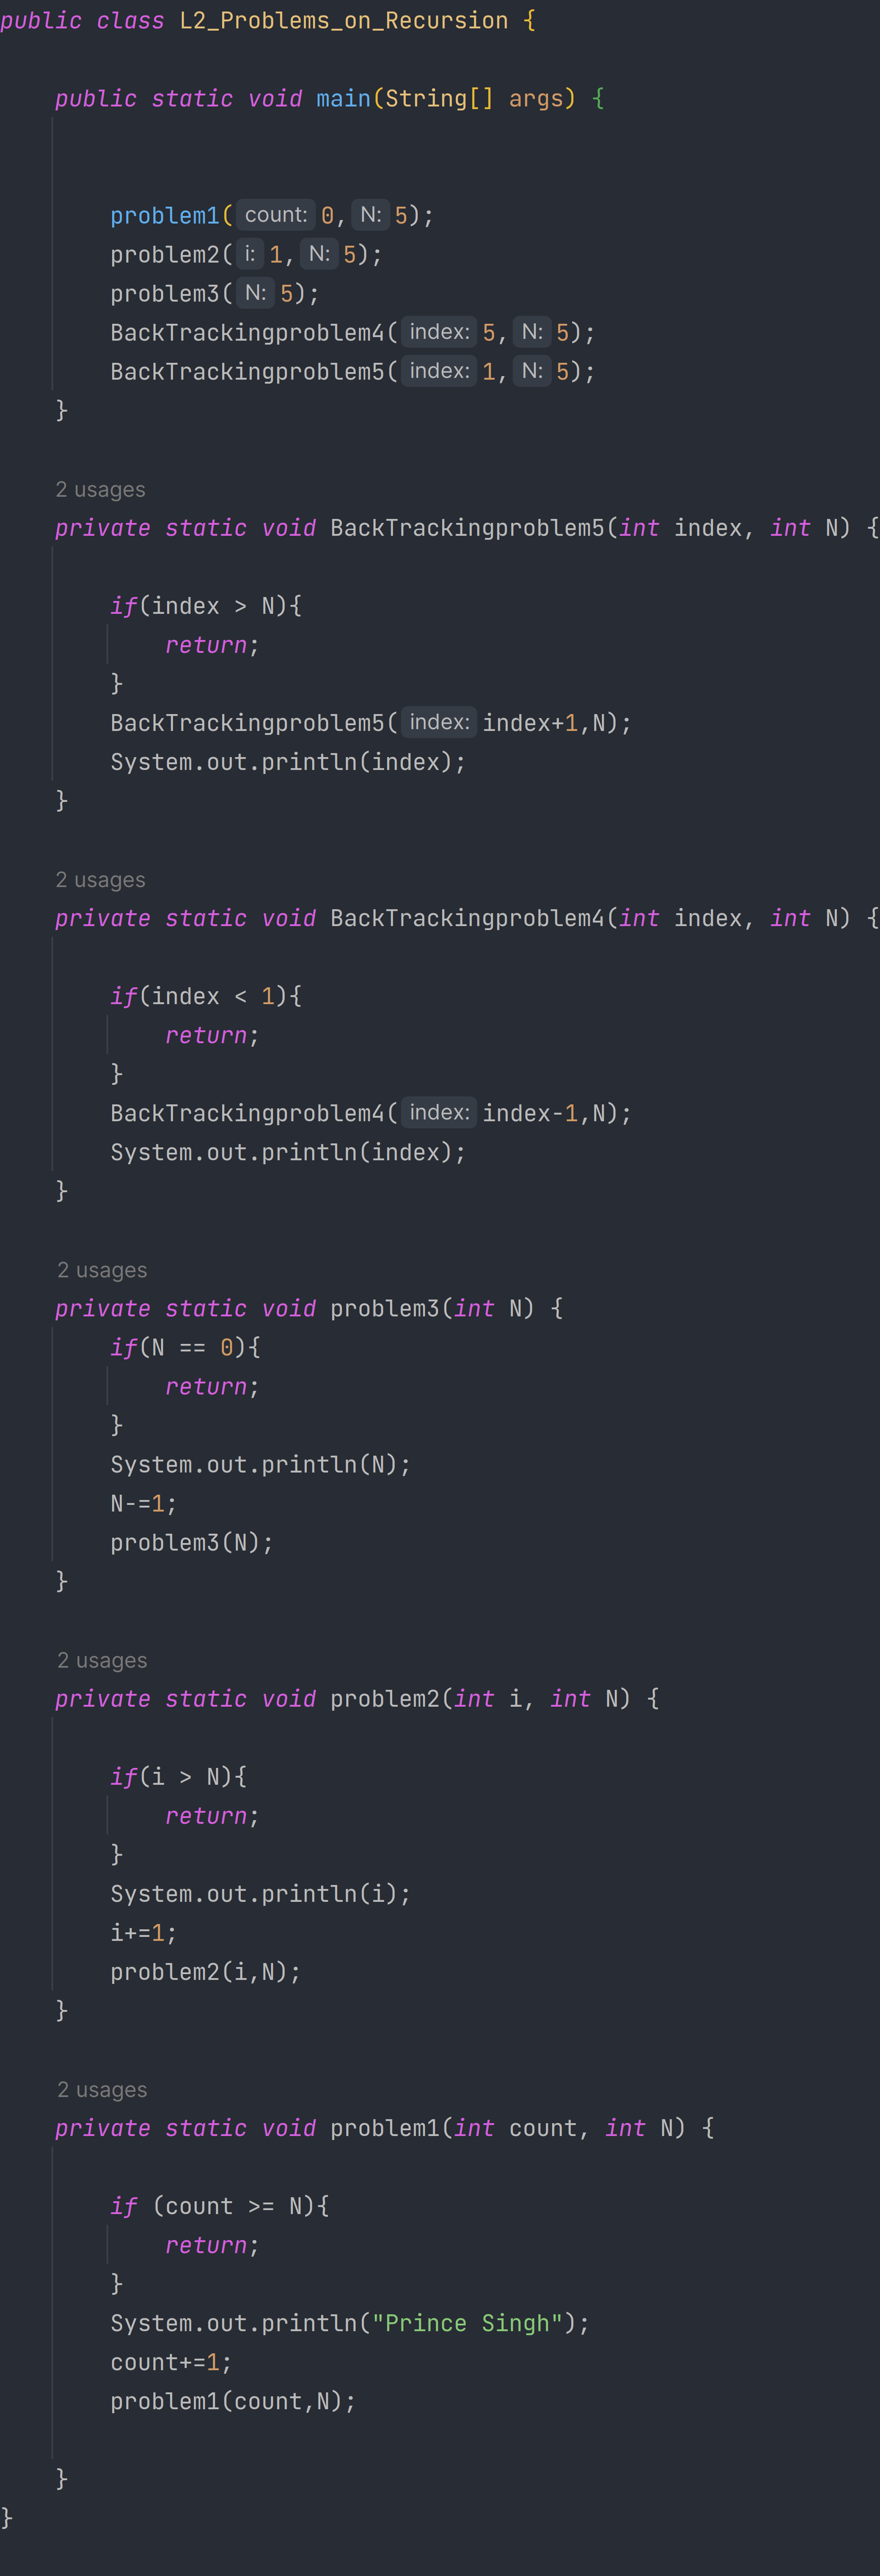 public class L2_Problems_on_Recursion {
    public static void main(String[] args) {
        problem1( count: 0, N: 5);
        problem2( i: 1, N: 5);
        problem3( N: 5);
        BackTrackingproblem4( index: 5, N: 5);
        BackTrackingproblem5( index: 1, N: 5);
    }
    2 usages
    private static void BackTrackingproblem5(int index, int N) {
        if(index > N){
            return;
        }
        BackTrackingproblem5( index: index+1,N);
        System.out.println(index);
    }
    2 usages
    private static void BackTrackingproblem4(int index, int N) {
        if(index < 1){
            return;
        }
        BackTrackingproblem4( index: index-1,N);
        System.out.println(index);
    }
    2 usages
    private static void problem3(int N) {
        if(N == 0){
            return;
        }
        System.out.println(N);
        N-=1;
        problem3(N);
    }
    2 usages
    private static void problem2(int i, int N) {
        if(i > N){
            return;
        }
        System.out.println(i);
        i+=1;
        problem2(i,N);
    }
    2 usages
    private static void problem1(int count, int N) {
        if (count >= N){
            return;
        }
        System.out.println("Prince Singh");
        count+=1;
        problem1(count,N);
    }
}